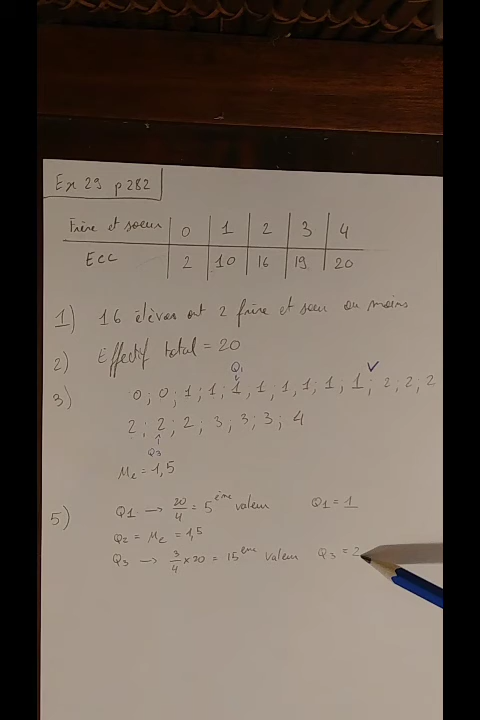 Ex 29 p282
Frère et soeur 0 1 2 3 4
Ecc 2 10 16 19 20
1) 16 élèves ont 2 frère et soeur ou moins
2) Effectif total = 20
Q1
3) 0; 0; 1; 1; 1; 1; 1; 1; 1; 1; 2; 2; 2
2; 2; 2; 3; 3; 3; 4
Q3
Me = 1,5
5) Q1 → 20/4 = 5ème valeur Q1 = 1
Q2 = Me = 1,5
Q3 → 3/4 × 20 = 15ème valeur Q3 = 2